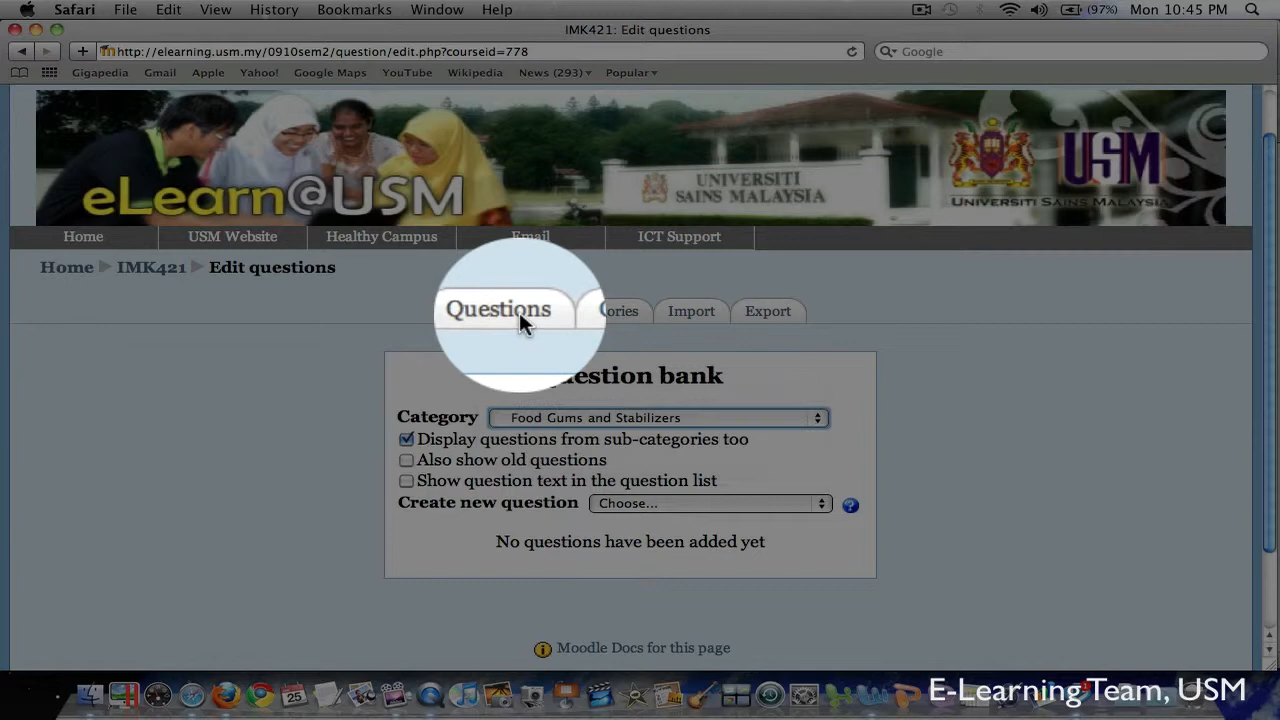 Safari File Edit View History Bookmarks Window Help (97%) Mon 10:45 PM
IMK421: Edit questions
http://elearning.usm.my/0910sem2/question/edit.php?courseid=778 Google
Gigapedia Gmail Apple Yahoo! Google Maps YouTube Wikipedia News (293) Popular
eLearn@USM
UNIVERSITI
SAINS MALAYSIA
USM
UNIVERSITI SAINS MALAYSIA
Home USM Website Healthy Campus Email ICT Support
Home IMK421 Edit questions
Questions ories Import Export
estion bank
Category Food Gums and Stabilizers
Display questions from sub-categories too
Also show old questions
Show question text in the question list
Create new question Choose... ?
No questions have been added yet
i Moodle Docs for this page
25
E-Learning Team, USM